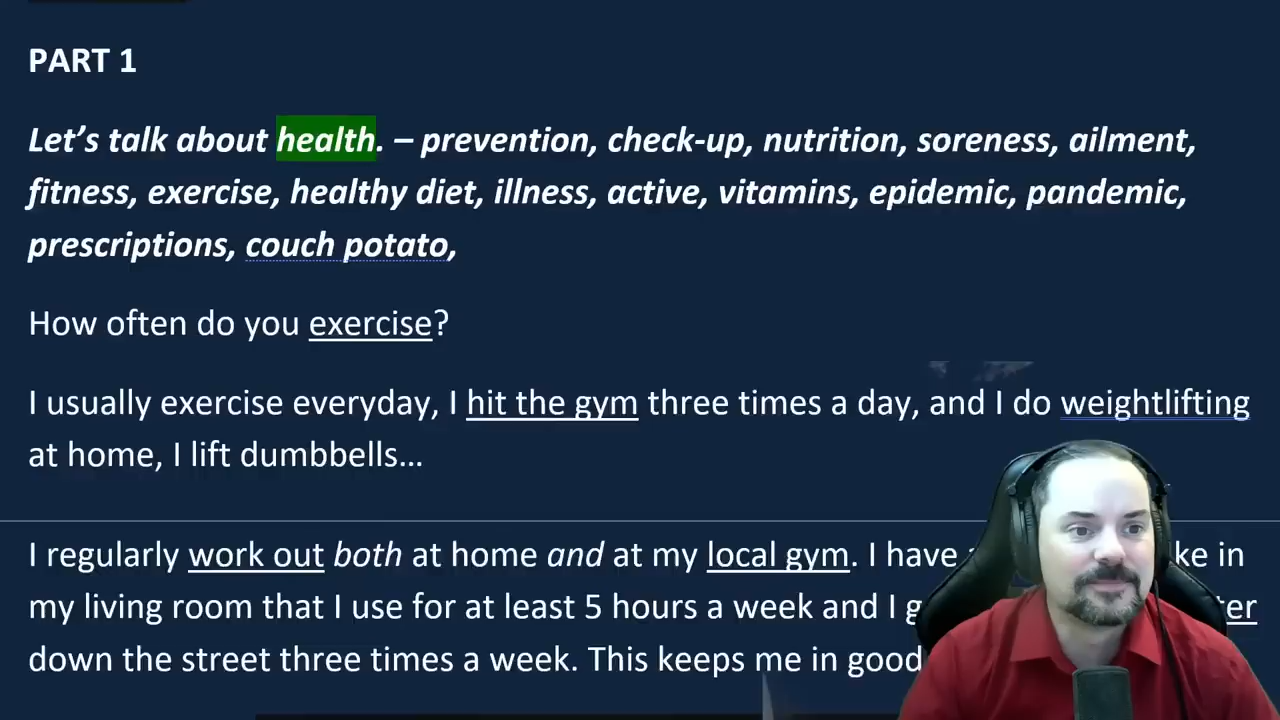 PART 1
Let's talk about health. – prevention, check-up, nutrition, soreness, ailment,
fitness, exercise, healthy diet, illness, active, vitamins, epidemic, pandemic,
prescriptions, couch potato,
How often do you exercise?
I usually exercise everyday, I hit the gym three times a day, and I do weightlifting
at home, I lift dumbbells...
I regularly work out both at home and at my local gym. I have in
my living room that I use for at least 5 hours a week and I
down the street three times a week. This keeps me in good